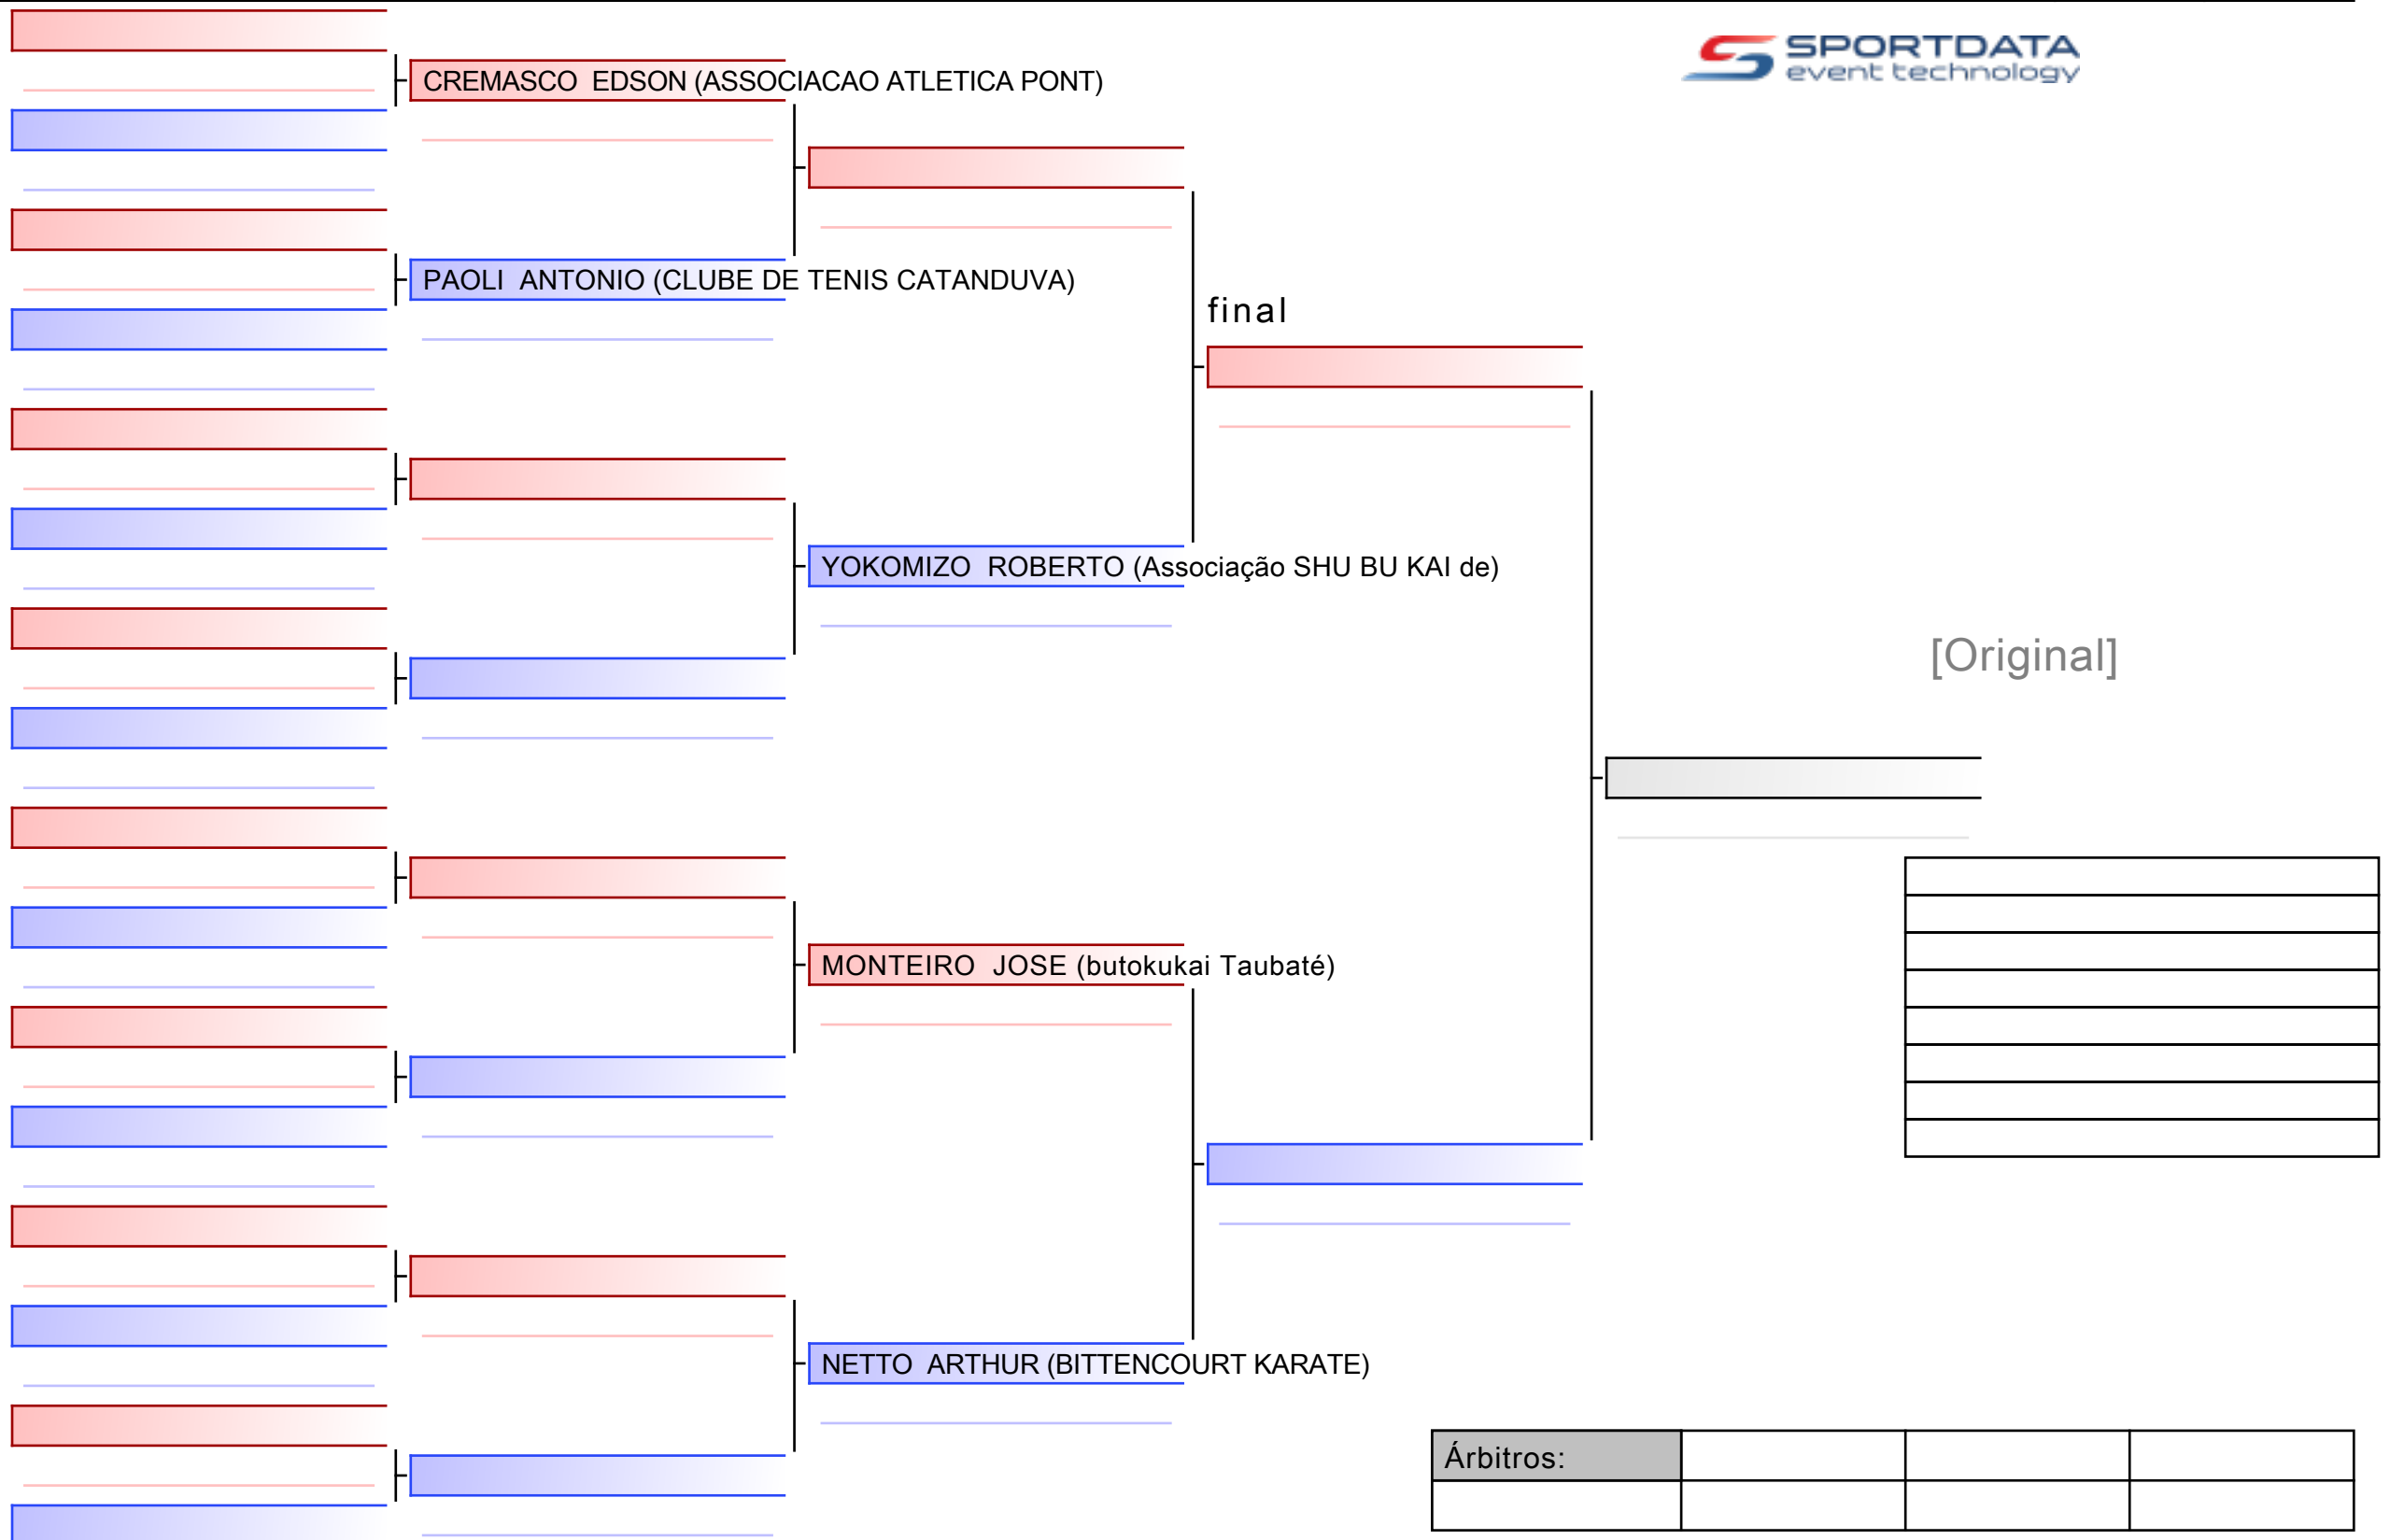 SPORTDATA
event technology
CREMASCO EDSON (ASSOCIACAO ATLETICA PONT)
PAOLI ANTONIO (CLUBE DE TENIS CATANDUVA)
final
YOKOMIZO ROBERTO (Associação SHU BU KAI de)
[Original]
MONTEIRO JOSE (butokukai Taubaté)
NETTO ARTHUR (BITTENCOURT KARATE)
Árbitros: